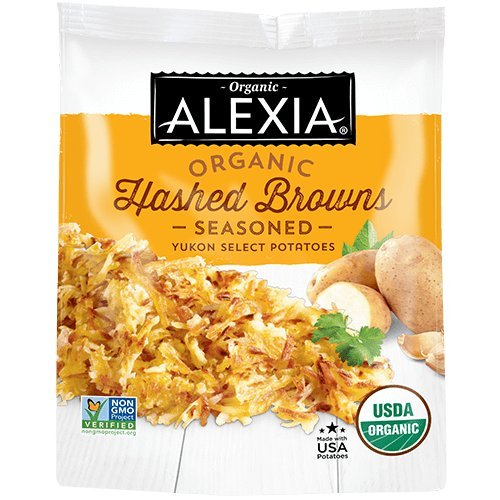 - Organic -
ALEXIA®
ORGANIC
Hashed Browns
— SEASONED —
YUKON SELECT POTATOES
NON
GMO
Project
VERIFIED
nongmoproject.org
Made with
USA
Potatoes
USDA
ORGANIC